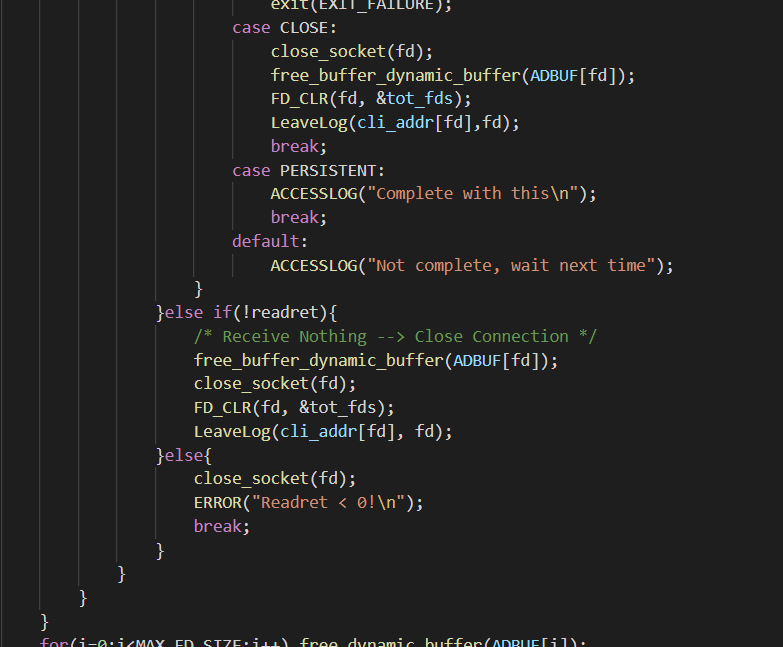 exit(EXIT_FAILURE);
case CLOSE:
close_socket(fd);
free_buffer_dynamic_buffer(ADBUF[fd]);
FD_CLR(fd, &tot_fds);
LeaveLog(cli_addr[fd],fd);
break;
case PERSISTENT:
ACCESSLOG("Complete with this\n");
break;
default:
ACCESSLOG("Not complete, wait next time");
}
}else if(!readret){
/* Receive Nothing --> Close Connection */
free_buffer_dynamic_buffer(ADBUF[fd]);
close_socket(fd);
FD_CLR(fd, &tot_fds);
LeaveLog(cli_addr[fd], fd);
}else{
close_socket(fd);
ERROR("Readret < 0!\n");
break;
}
}
}
}
for(i=0;i<MAX_FD_SIZE;i++) free_dynamic_buffer(ADBUF[i]);